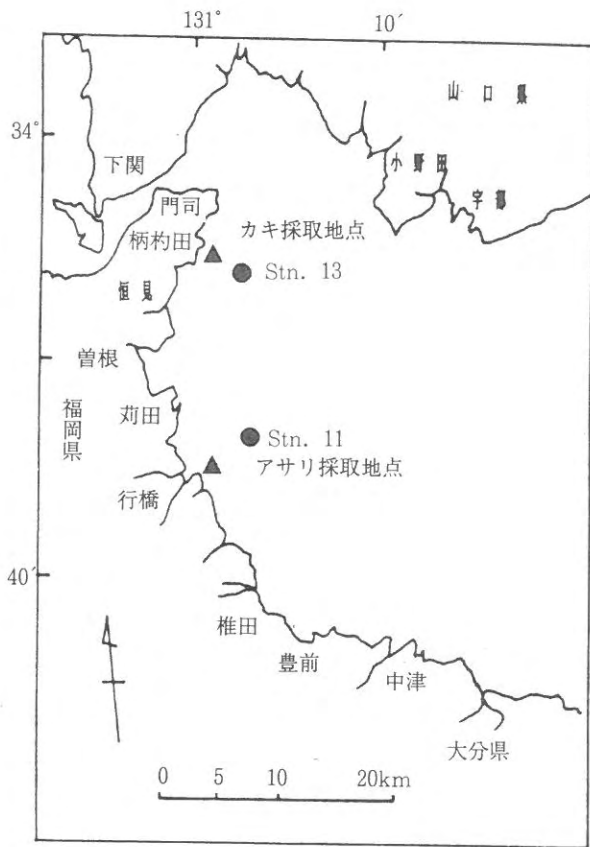 131°
10´
34°
山口県
下関
小野田
宇部
門司
カキ採取地点
柄杓田
Stn. 13
恒見
曽根
福岡県
苅田
Stn. 11
アサリ採取地点
行橋
40´
椎田
豊前
中津
大分県
0 5 10 20km